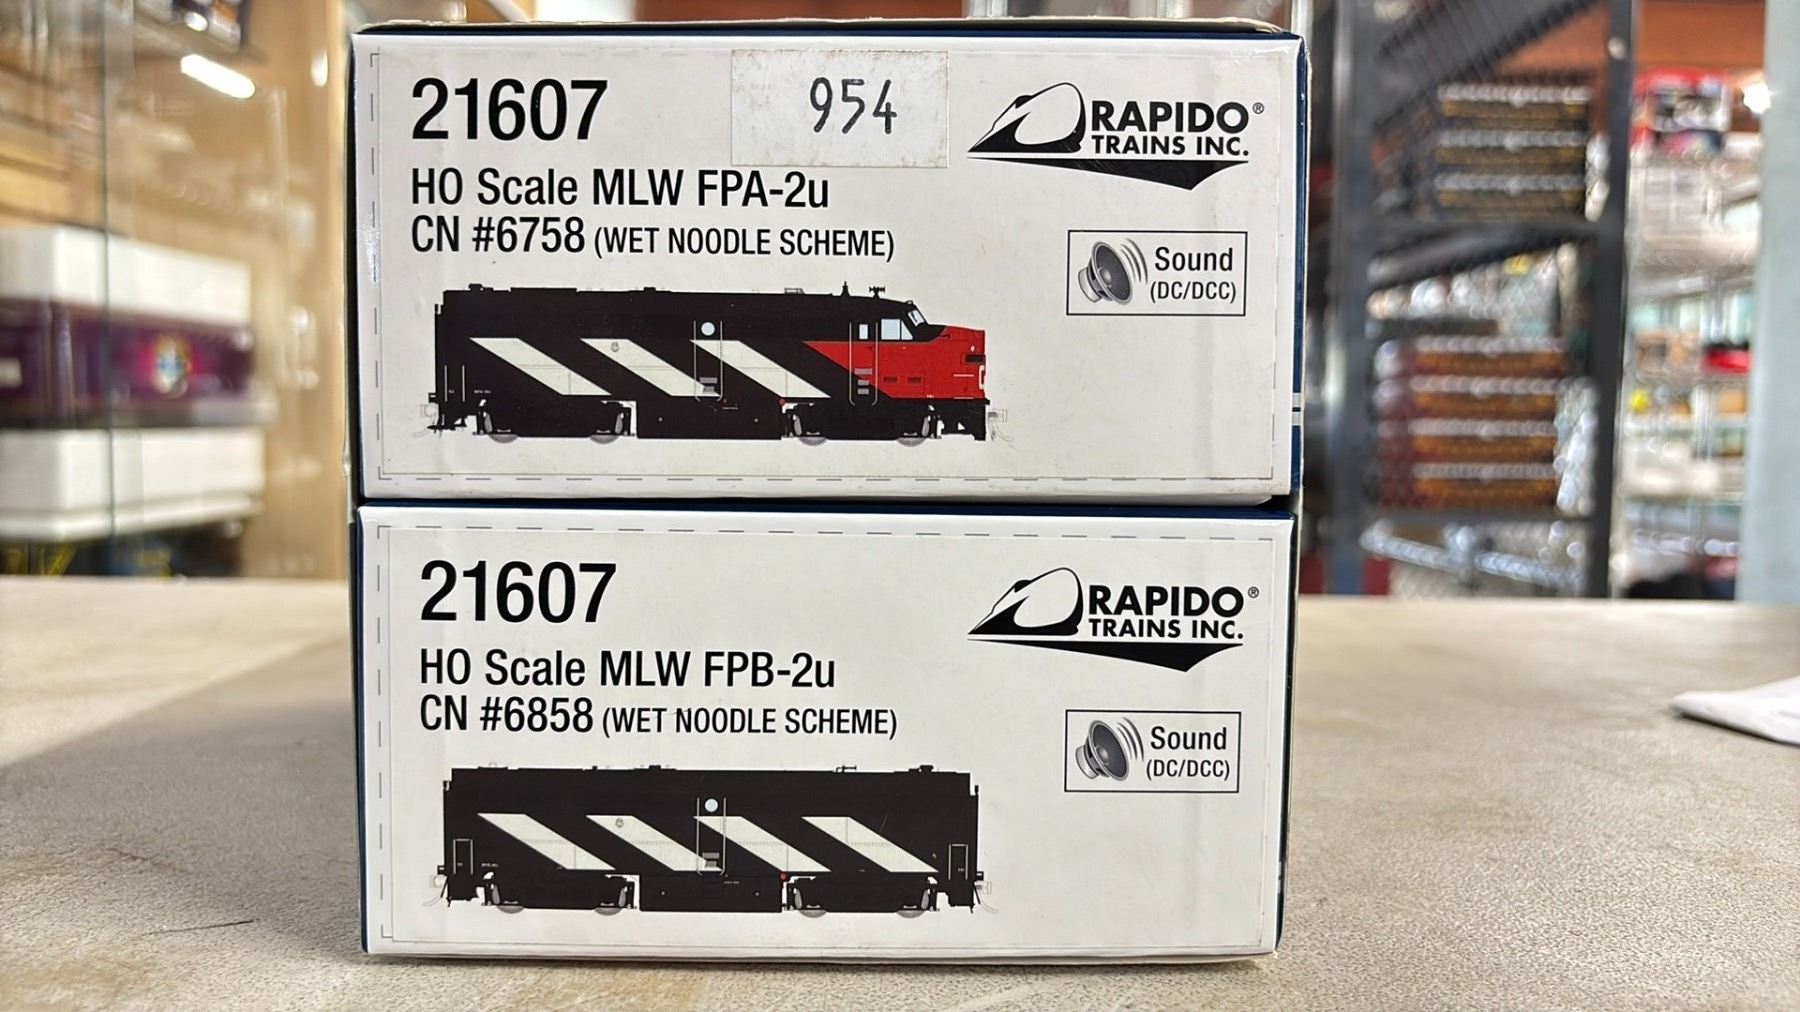 21607
954
RAPIDO®
TRAINS INC.
HO Scale MLW FPA-2u
CN #6758 (WET NOODLE SCHEME)
Sound
(DC/DCC)
21607
RAPIDO®
TRAINS INC.
HO Scale MLW FPB-2u
CN #6858 (WET NOODLE SCHEME)
Sound
(DC/DCC)